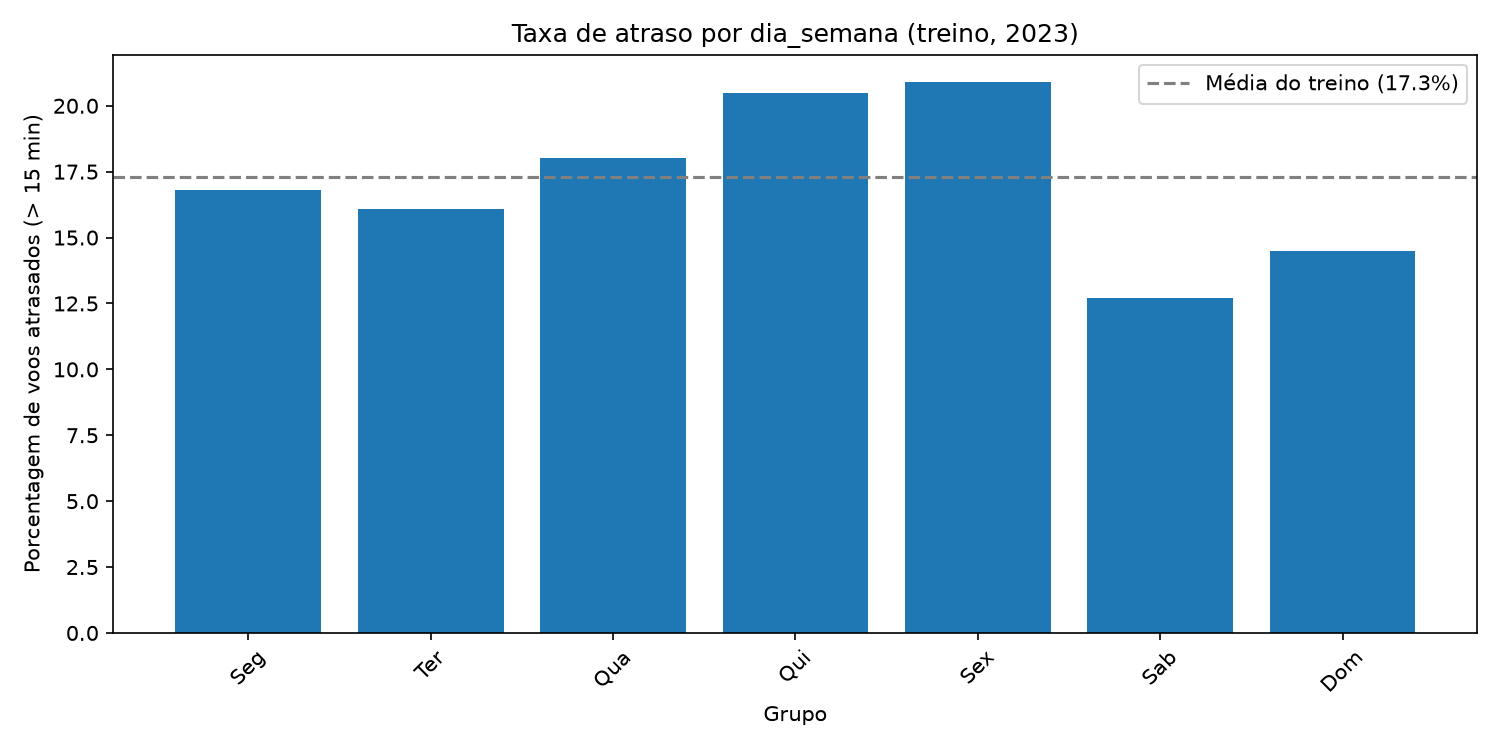 Taxa de atraso por dia_semana (treino, 2023)
Média do treino (17.3%)
Porcentagem de voos atrasados (> 15 min)
20.0
17.5
15.0
12.5
10.0
7.5
5.0
2.5
0.0
Seg
Ter
Qua
Qui
Sex
Sab
Dom
Grupo